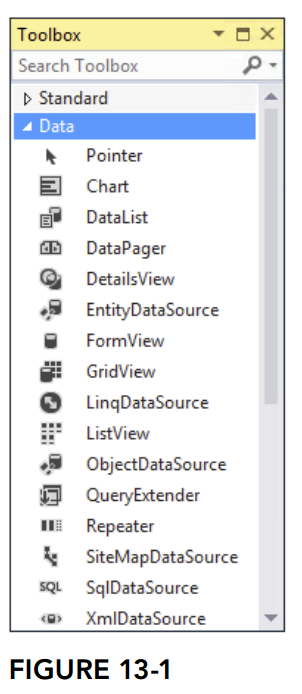 Toolbox
Search Toolbox
Standard
Data
Pointer
Chart
DataList
DataPager
DetailsView
EntityDataSource
FormView
GridView
LinqDataSource
ListView
ObjectDataSource
QueryExtender
Repeater
SiteMapDataSource
SQL SqlDataSource
XmlDataSource
FIGURE 13-1